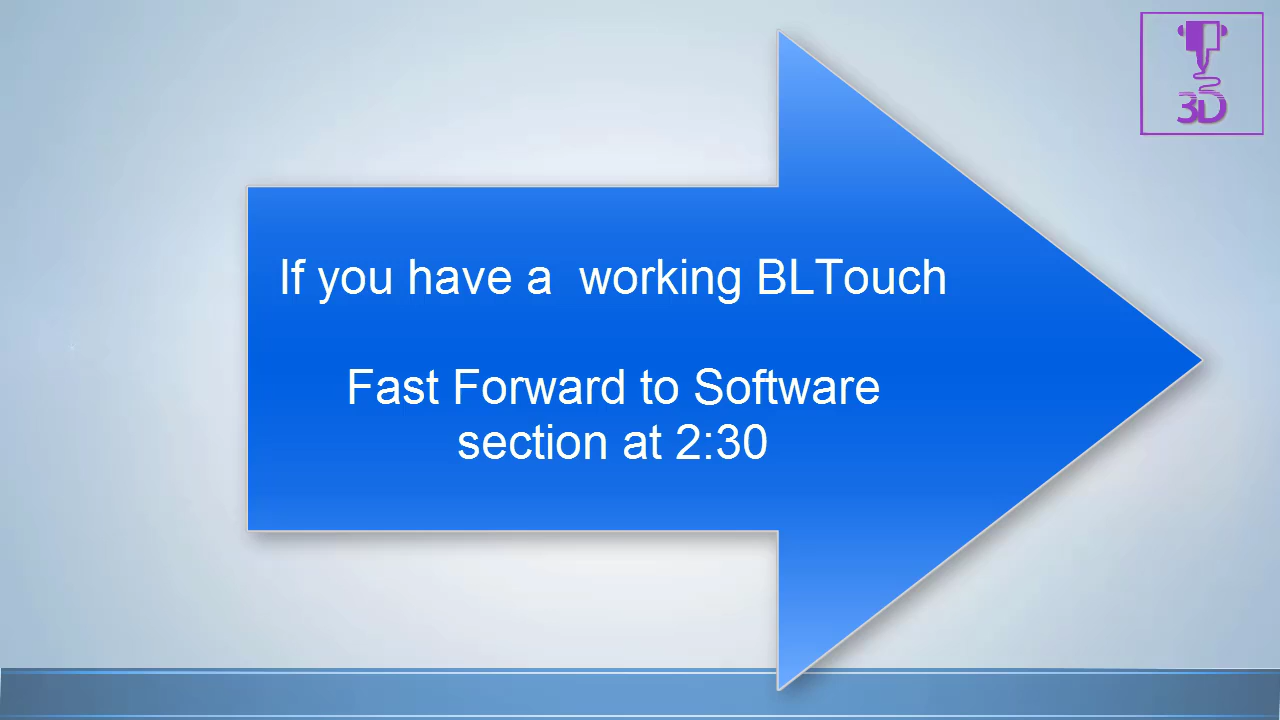 3D
If you have a  working BLTouch
Fast Forward to Software
section at 2:30